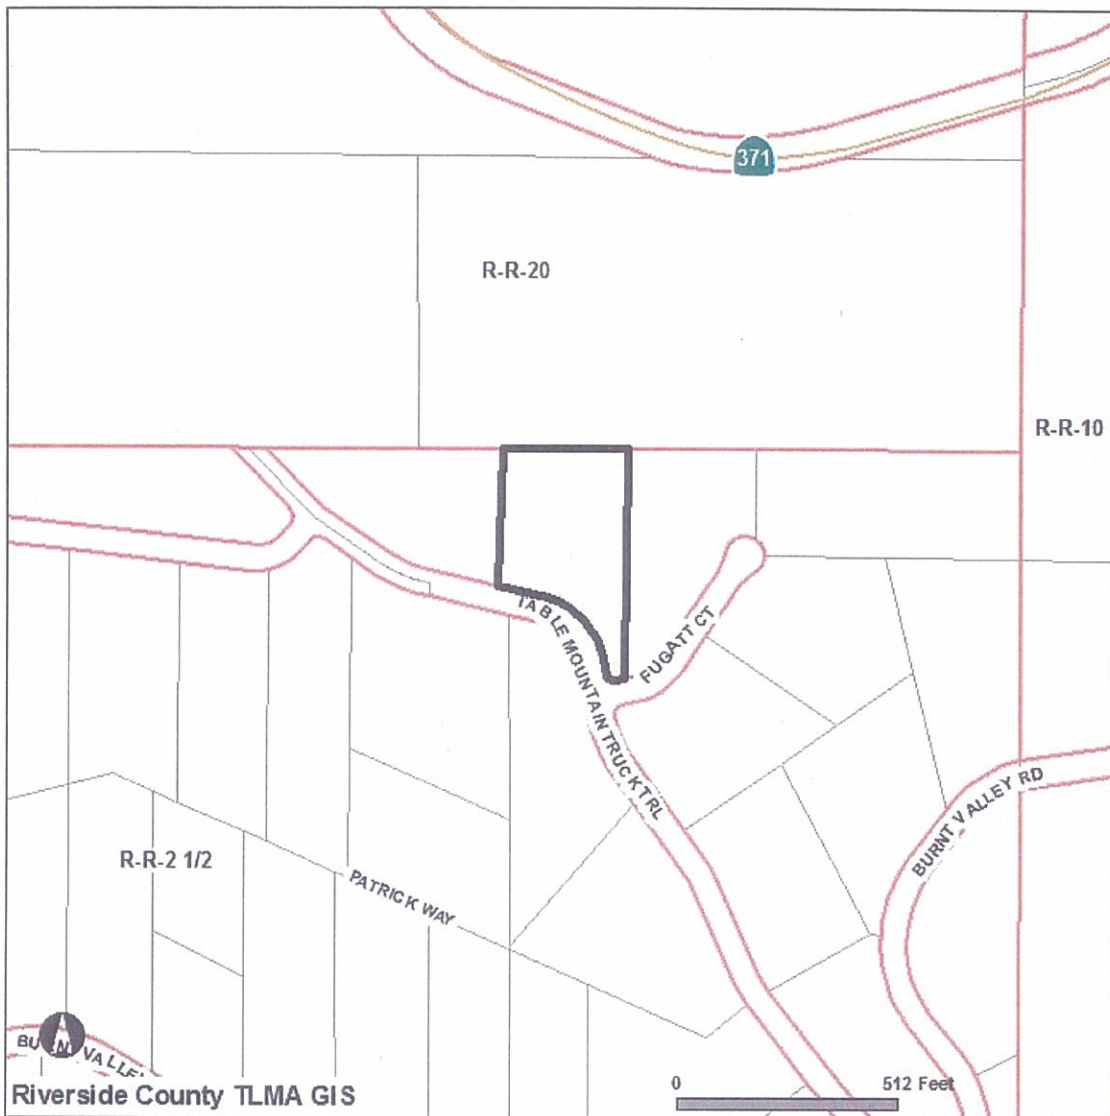 371
R-R-20
R-R-10
TABLE MOUNTAIN TRUCK TRL
FUGATT CT
BURNT VALLEY RD
R-R-2 1/2
PATRICK WAY
Riverside County TLMA GIS
0
512 Feet